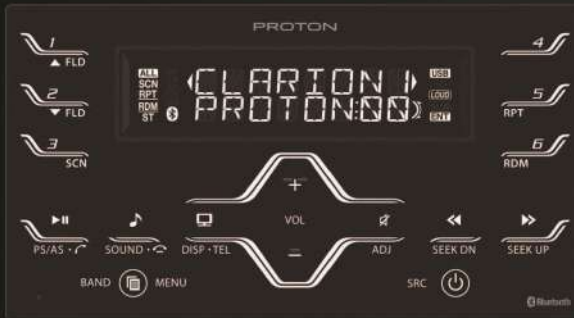 PROTON
1
▲ FLD
2
▼ FLD
3
SCN
ALL
SCN
RPT
RDM
ST
CLARION 1
PROTON:00
USB
LOUD
ENT
4
5
RPT
6
RDM
+
VOL
−
PS/AS
SOUND
DISP · TEL
ADJ
SEEK DN
SEEK UP
BAND
MENU
SRC
Bluetooth